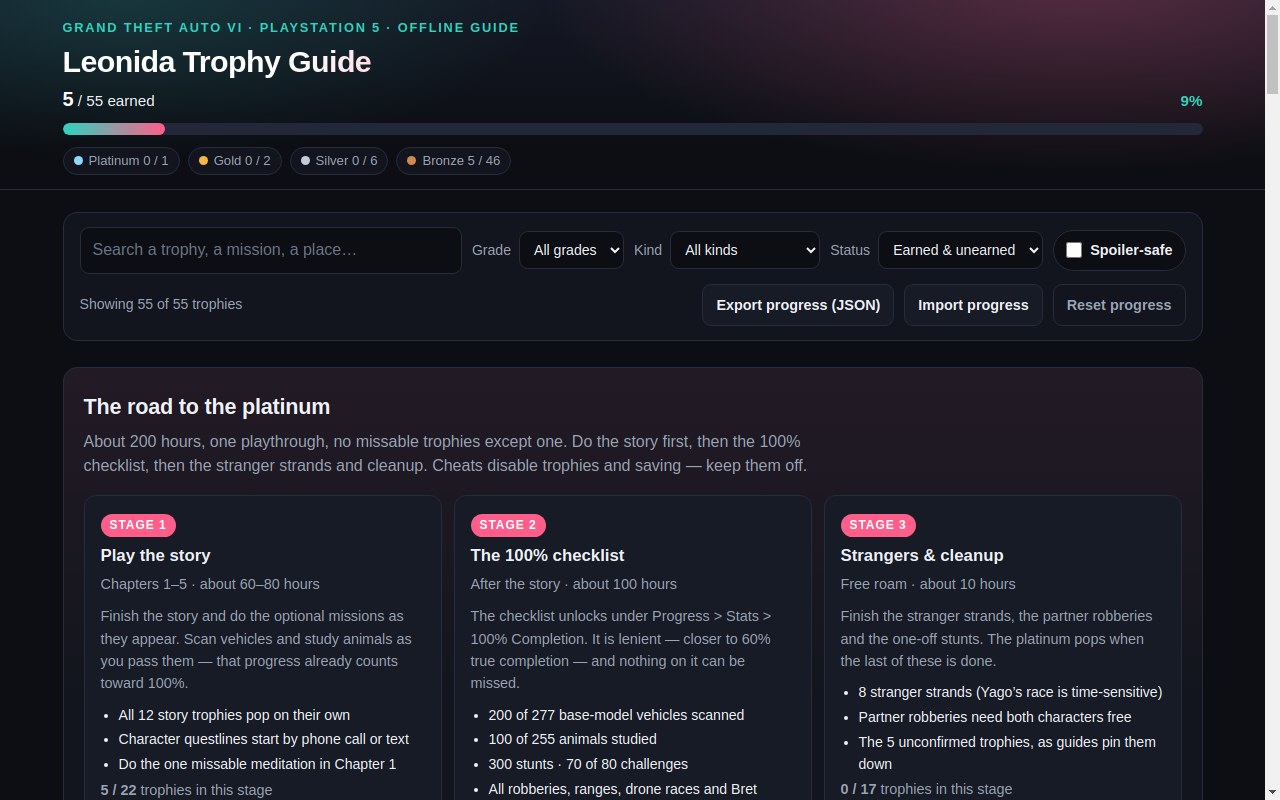 GRAND THEFT AUTO VI · PLAYSTATION 5 · OFFLINE GUIDE
Leonida Trophy Guide
5 / 55 earned
9%
Platinum 0 / 1
Gold 0 / 2
Silver 0 / 6
Bronze 5 / 46
Search a trophy, a mission, a place…
Grade
All grades
Kind
All kinds
Status
Earned & unearned
Spoiler-safe
Showing 55 of 55 trophies
Export progress (JSON)
Import progress
Reset progress
The road to the platinum
About 200 hours, one playthrough, no missable trophies except one. Do the story first, then the 100%
checklist, then the stranger strands and cleanup. Cheats disable trophies and saving — keep them off.
STAGE 1
Play the story
Chapters 1–5 · about 60–80 hours
Finish the story and do the optional missions as
they appear. Scan vehicles and study animals as
you pass them — that progress already counts
toward 100%.
• All 12 story trophies pop on their own
• Character questlines start by phone call or text
• Do the one missable meditation in Chapter 1
5 / 22 trophies in this stage
STAGE 2
The 100% checklist
After the story · about 100 hours
The checklist unlocks under Progress > Stats >
100% Completion. It is lenient — closer to 60%
true completion — and nothing on it can be
missed.
• 200 of 277 base-model vehicles scanned
• 100 of 255 animals studied
• 300 stunts · 70 of 80 challenges
• All robberies, ranges, drone races and Bret
STAGE 3
Strangers & cleanup
Free roam · about 10 hours
Finish the stranger strands, the partner robberies
and the one-off stunts. The platinum pops when
the last of these is done.
• 8 stranger strands (Yago’s race is time-sensitive)
• Partner robberies need both characters free
• The 5 unconfirmed trophies, as guides pin them
down
0 / 17 trophies in this stage